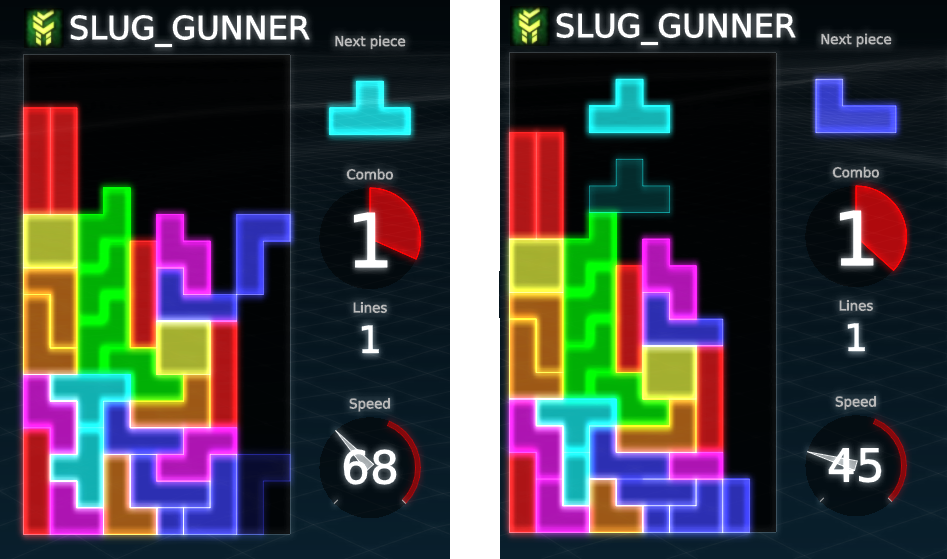 SLUG_GUNNER
Next piece
Combo
1
Lines
1
Speed
68
SLUG_GUNNER
Next piece
Combo
1
Lines
1
Speed
45